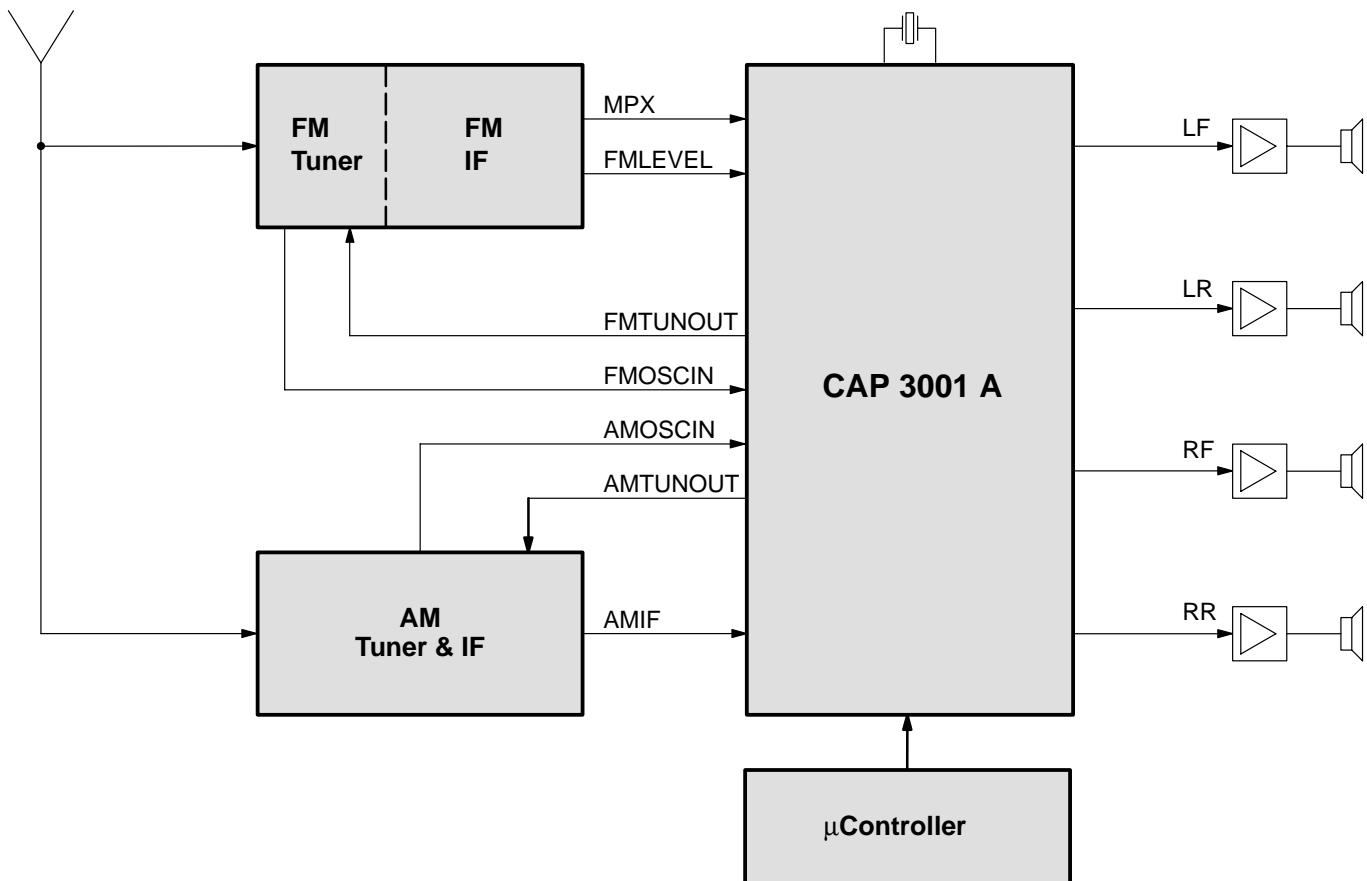 MPX
LF
FM
Tuner
FM
IF
FMLEVEL
LR
FMTUNOUT
FMOSCIN
CAP 3001 A
AMOSCIN
RF
AMTUNOUT
AM
Tuner & IF
AMIF
RR
µController